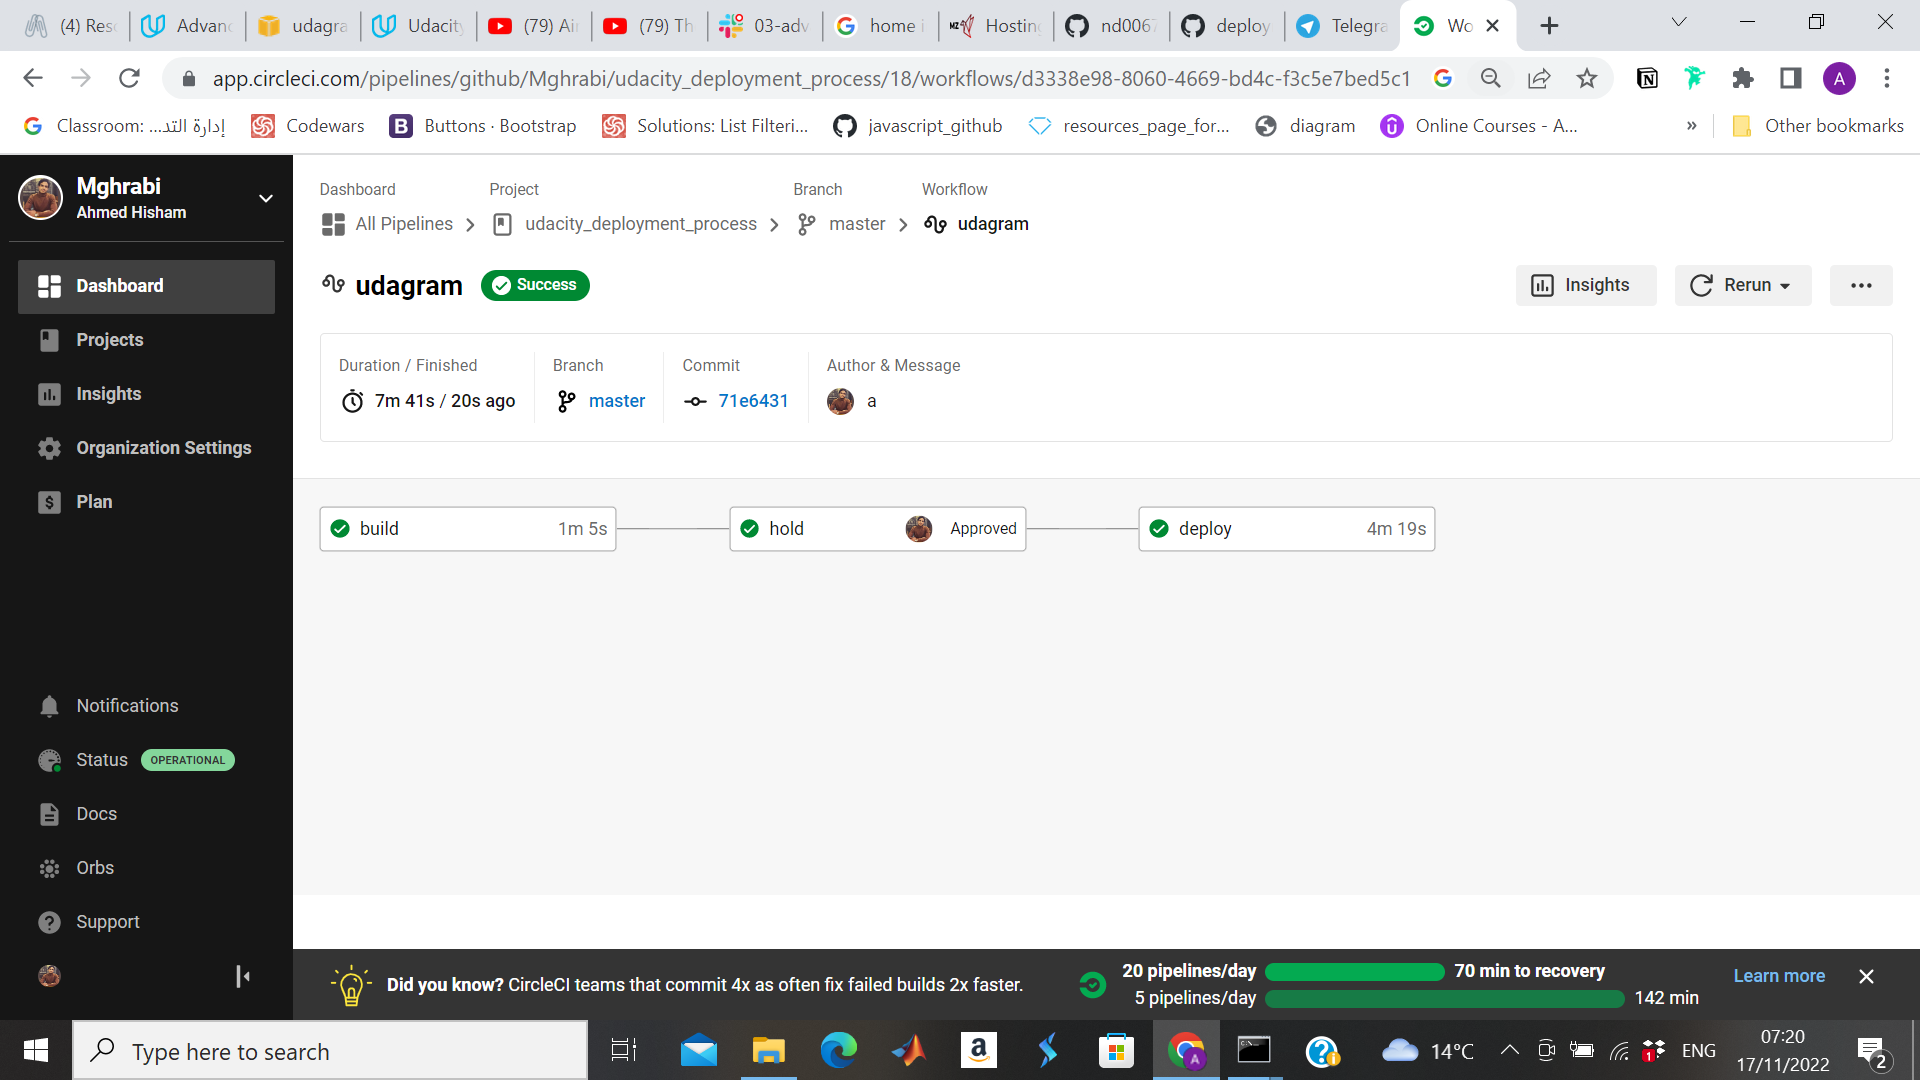 (4) Res
Advanc
udagra
Udacity
(79) Ai
(79) Th
03-adv
home i
Hosting
nd0067
deploy
Telegra
Wo
app.circleci.com/pipelines/github/Mghrabi/udacity_deployment_process/18/workflows/d3338e98-8060-4669-bd4c-f3c5e7bed5c1
A
Classroom: ...إدارة التد
Codewars
B
Buttons · Bootstrap
Solutions: List Filteri...
javascript_github
resources_page_for...
diagram
Online Courses - A...
»
Other bookmarks
Mghrabi
Ahmed Hisham
Dashboard
Projects
Insights
Organization Settings
Plan
Notifications
Status
OPERATIONAL
Docs
Orbs
Support
Dashboard
Project
Branch
Workflow
All Pipelines
udacity_deployment_process
master
udagram
udagram
Success
Insights
Rerun
Duration / Finished
Branch
Commit
Author & Message
7m 41s / 20s ago
master
71e6431
a
build 1m 5s
hold Approved
deploy 4m 19s
Did you know? CircleCI teams that commit 4x as often fix failed builds 2x faster.
20 pipelines/day 70 min to recovery
5 pipelines/day 142 min
Learn more
Type here to search
14°C
1
ENG
07:20
17/11/2022
2